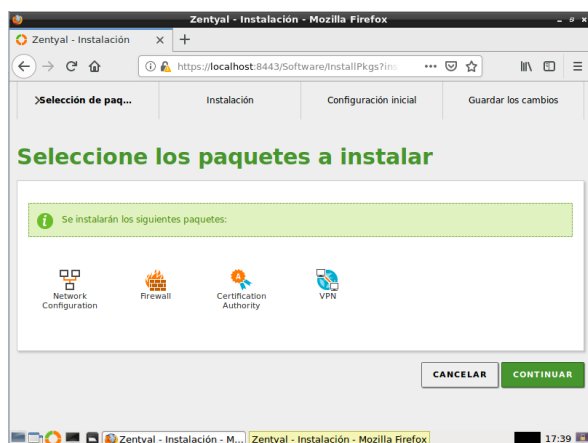 Zentyal - Instalación - Mozilla Firefox
Zentyal - Instalación
https://localhost:8443/Software/InstallPkgs?ins
Selección de paq...
Instalación
Configuración inicial
Guardar los cambios
Seleccione los paquetes a instalar
Se instalarán los siguientes paquetes:
Network
Configuration
Firewall
Certification
Authority
VPN
CANCELAR
CONTINUAR
Zentyal - Instalación - M...
Zentyal - Instalación - Mozilla Firefox
17:39